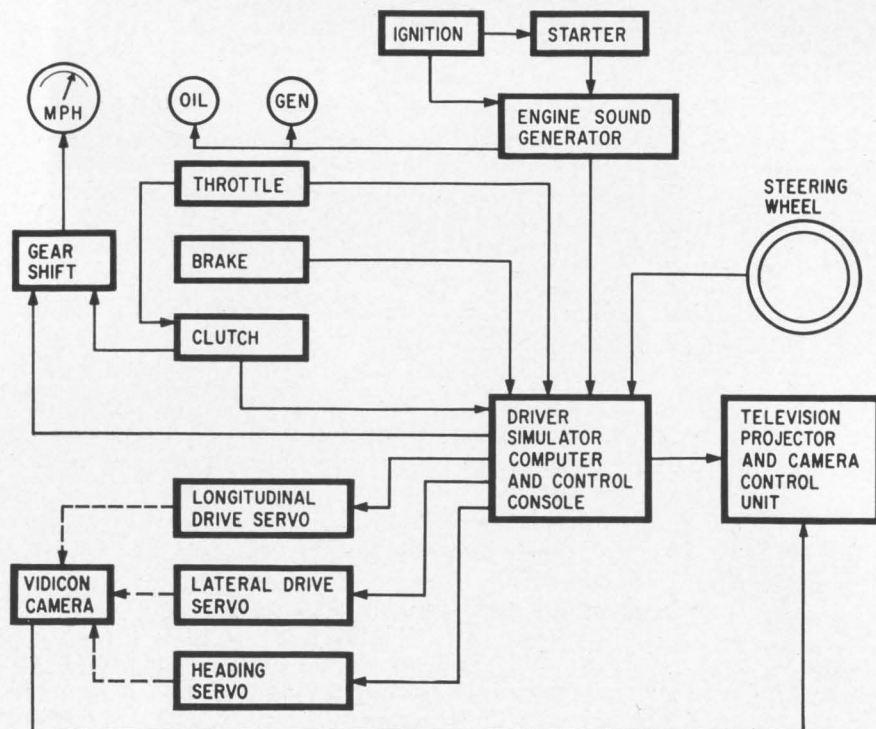 IGNITION
STARTER
MPH
OIL
GEN
ENGINE SOUND
GENERATOR
THROTTLE
STEERING
WHEEL
GEAR
SHIFT
BRAKE
CLUTCH
DRIVER
SIMULATOR
COMPUTER
AND CONTROL
CONSOLE
TELEVISION
PROJECTOR
AND CAMERA
CONTROL
UNIT
LONGITUDINAL
DRIVE SERVO
VIDICON
CAMERA
LATERAL DRIVE
SERVO
HEADING
SERVO